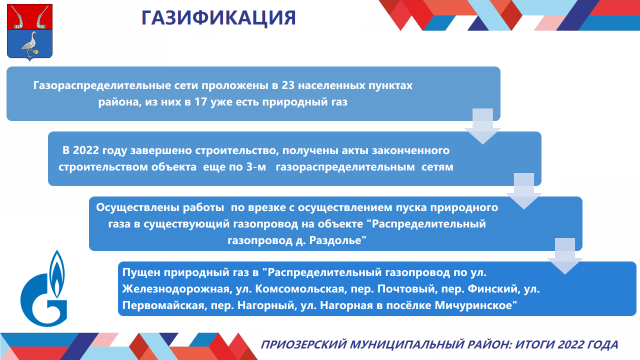 ГАЗИФИКАЦИЯ
Газораспределительные сети проложены в 23 населенных пунктах
района, из них в 17 уже есть природный газ
В 2022 году завершено строительство, получены акты законченного
строительством объекта еще по 3-м газораспределительным сетям
Осуществлены работы по врезке с осуществлением пуска природного
газа в существующий газопровод на объекте "Распределительный
газопровод д. Раздолье"
Пущен природный газ в "Распределительный газопровод по ул.
Железнодорожная, ул. Комсомольская, пер. Почтовый, пер. Финский, ул.
Первомайская, пер. Нагорный, ул. Нагорная в посёлке Мичуринское"
ПРИОЗЕРСКИЙ МУНИЦИПАЛЬНЫЙ РАЙОН: ИТОГИ 2022 ГОДА